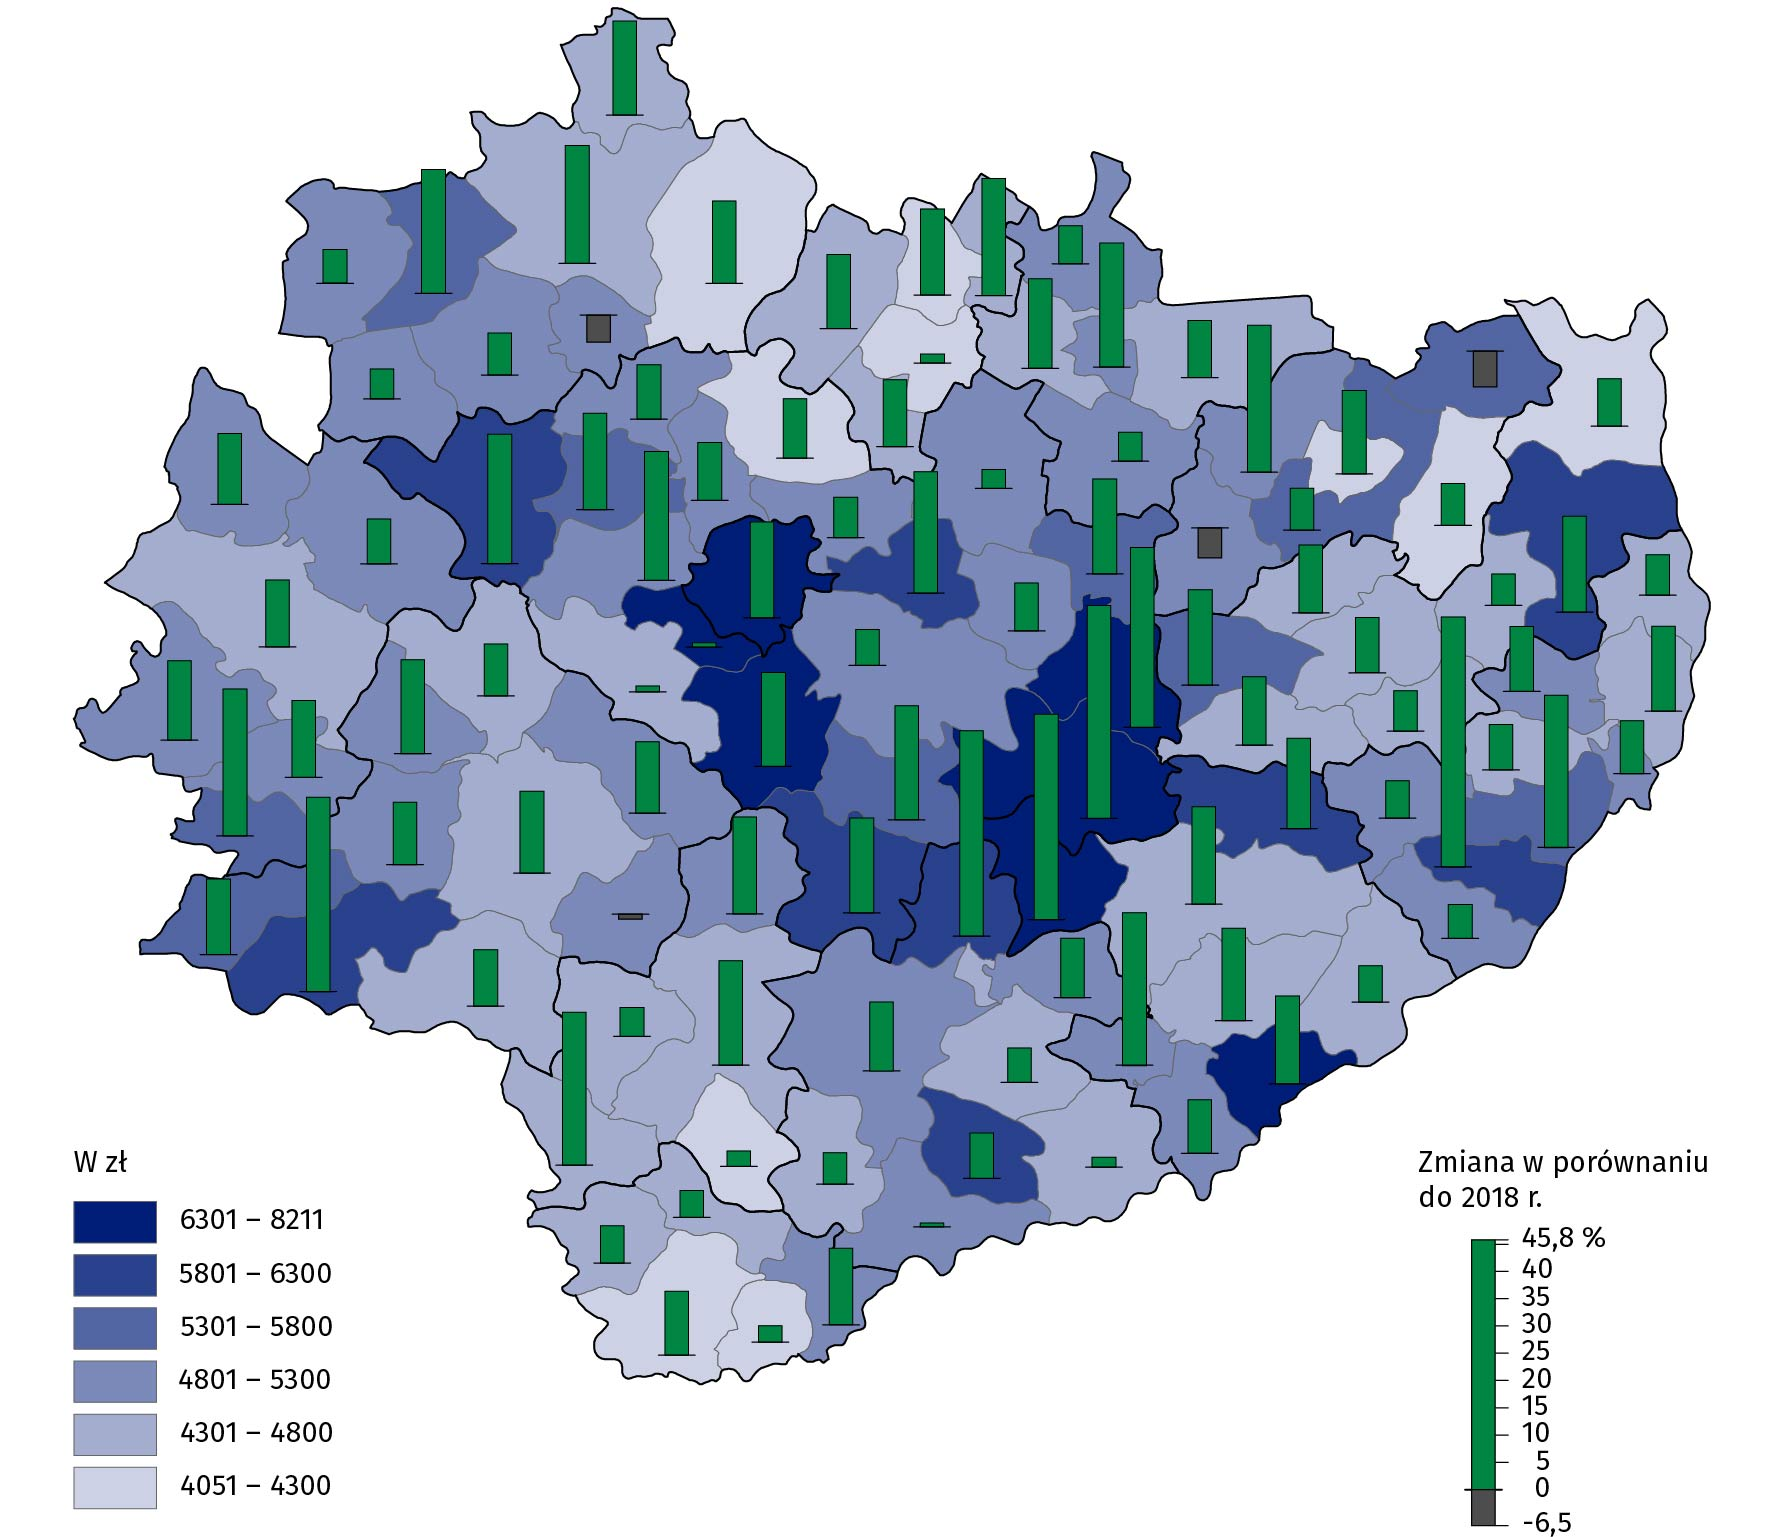 W zł
6301 – 8211
5801 – 6300
5301 – 5800
4801 – 5300
4301 – 4800
4051 – 4300
Zmiana w porównaniu
do 2018 r.
45,8 %
40
35
30
25
20
15
10
5
0
-6,5